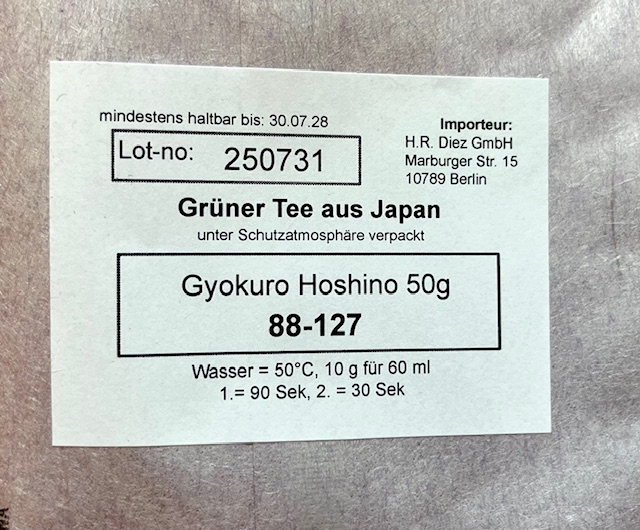 mindestens haltbar bis: 30.07.28
Lot-no: 250731
Importeur:
H.R. Diez GmbH
Marburger Str. 15
10789 Berlin
Grüner Tee aus Japan
unter Schutzatmosphäre verpackt
Gyokuro Hoshino 50g
88-127
Wasser = 50°C, 10 g für 60 ml
1.= 90 Sek, 2. = 30 Sek